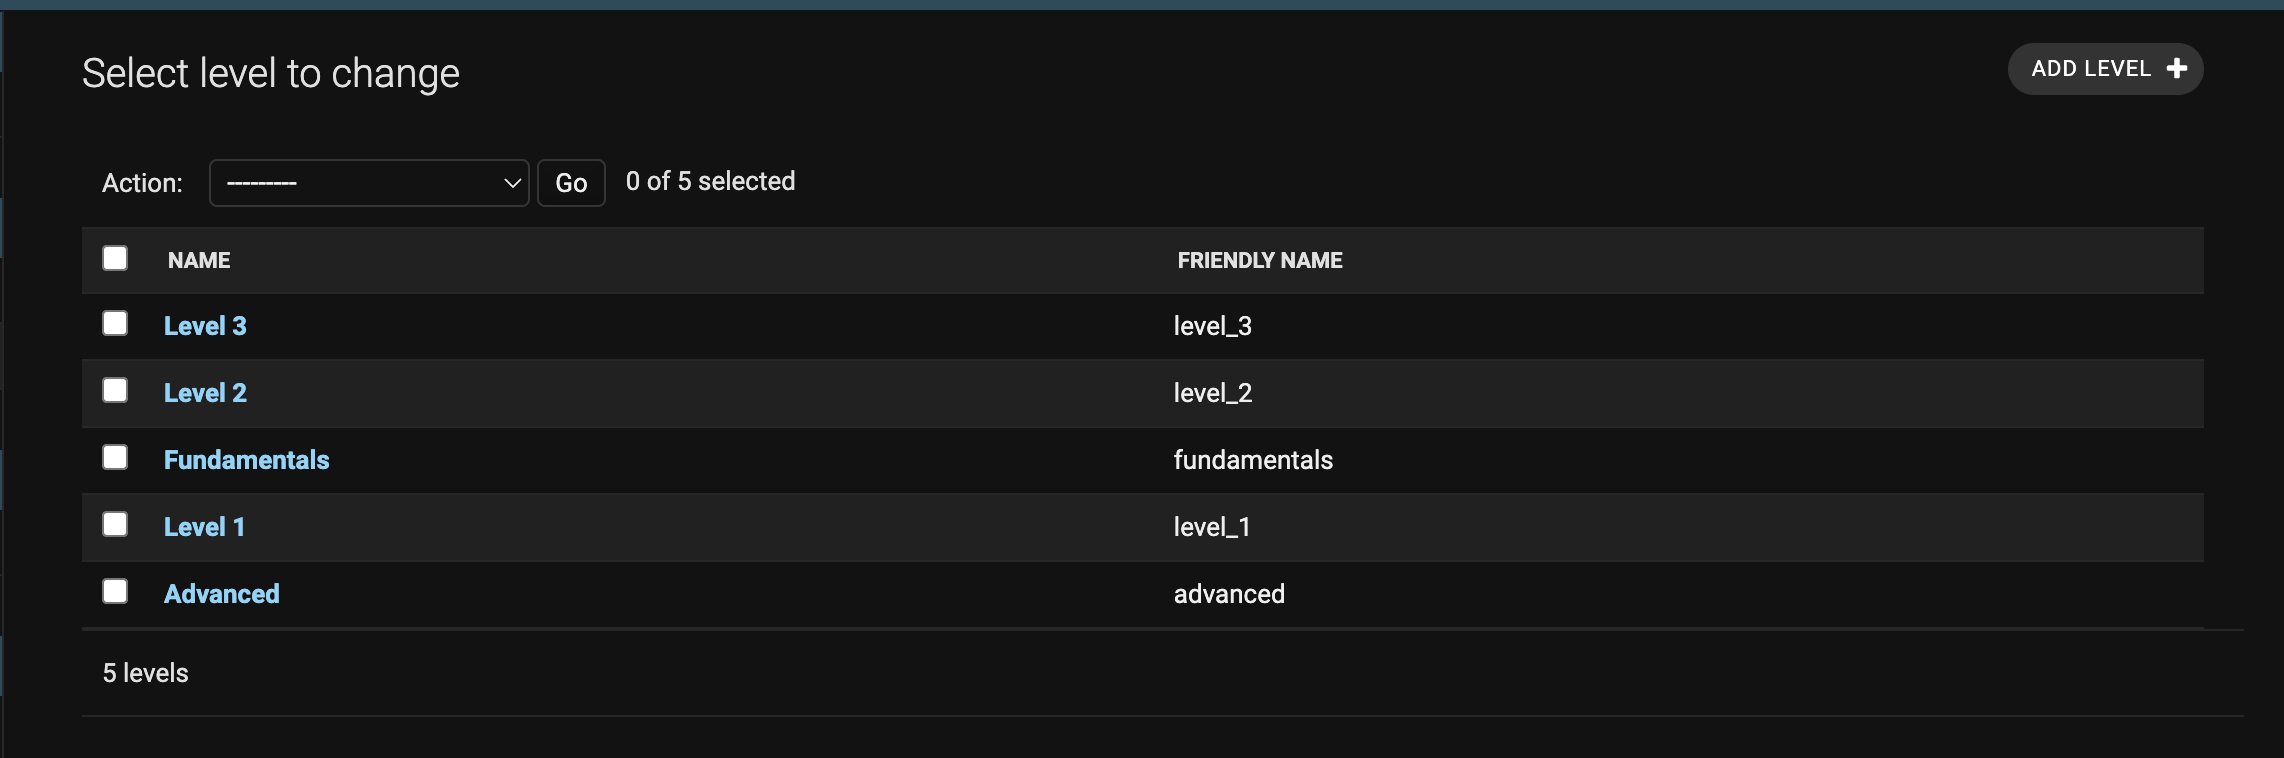 Select level to change
ADD LEVEL +
Action: --------- Go 0 of 5 selected
NAME FRIENDLY NAME
Level 3 level_3
Level 2 level_2
Fundamentals fundamentals
Level 1 level_1
Advanced advanced
5 levels